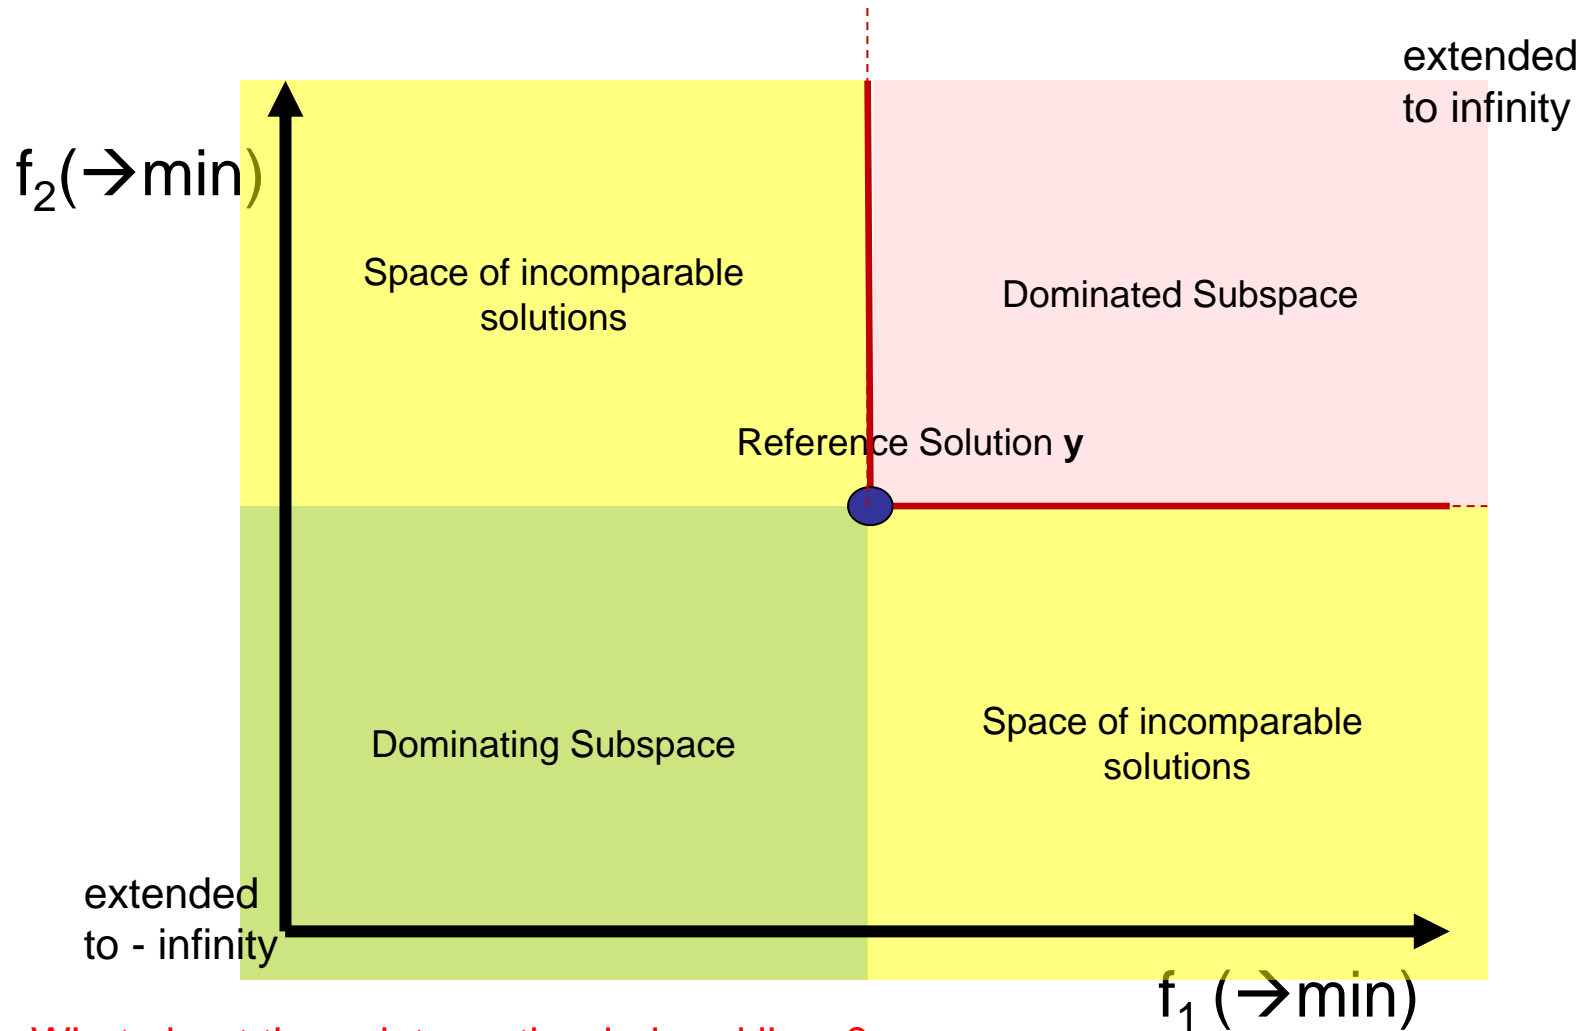 extended
to infinity
f₂(→min)
Space of incomparable
solutions
Dominated Subspace
Reference Solution y
Dominating Subspace
Space of incomparable
solutions
extended
to - infinity
f₁ (→min)